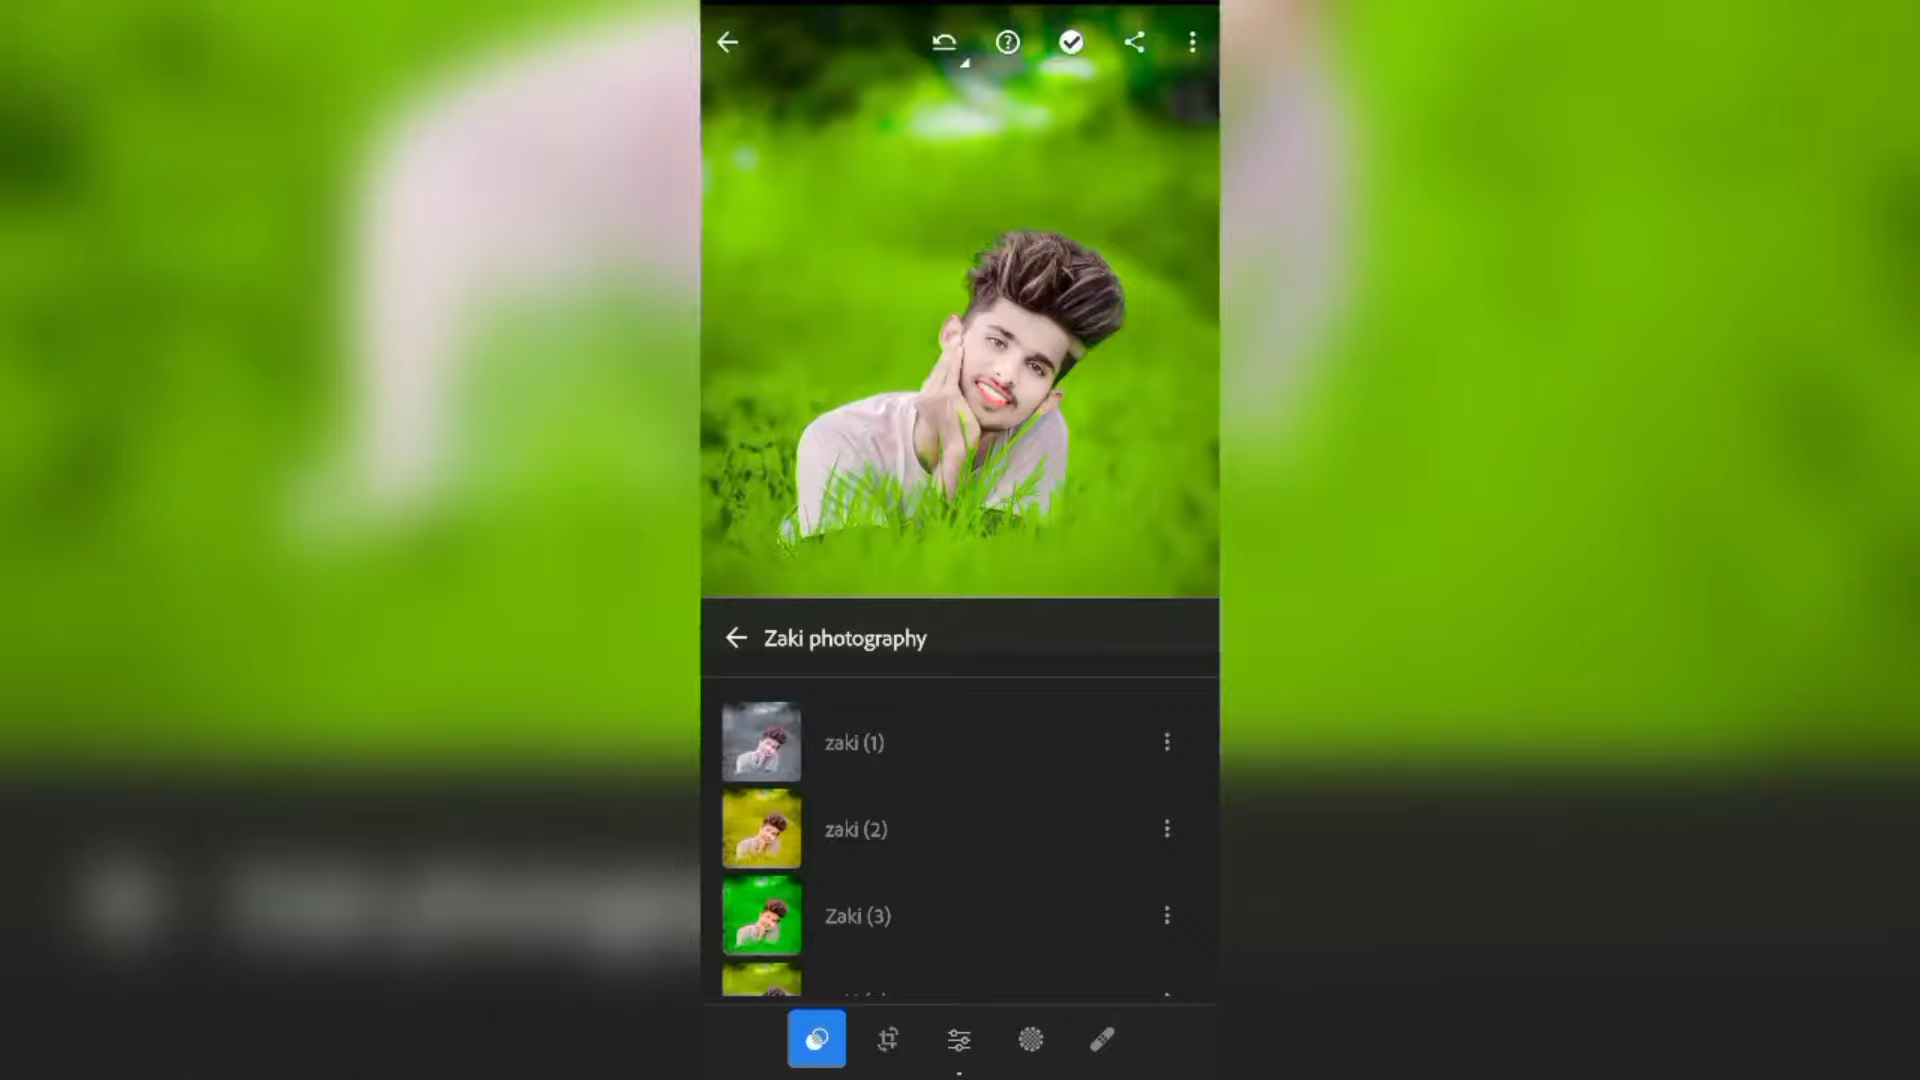 Zaki photography
zaki (1)
zaki (2)
Zaki (3)